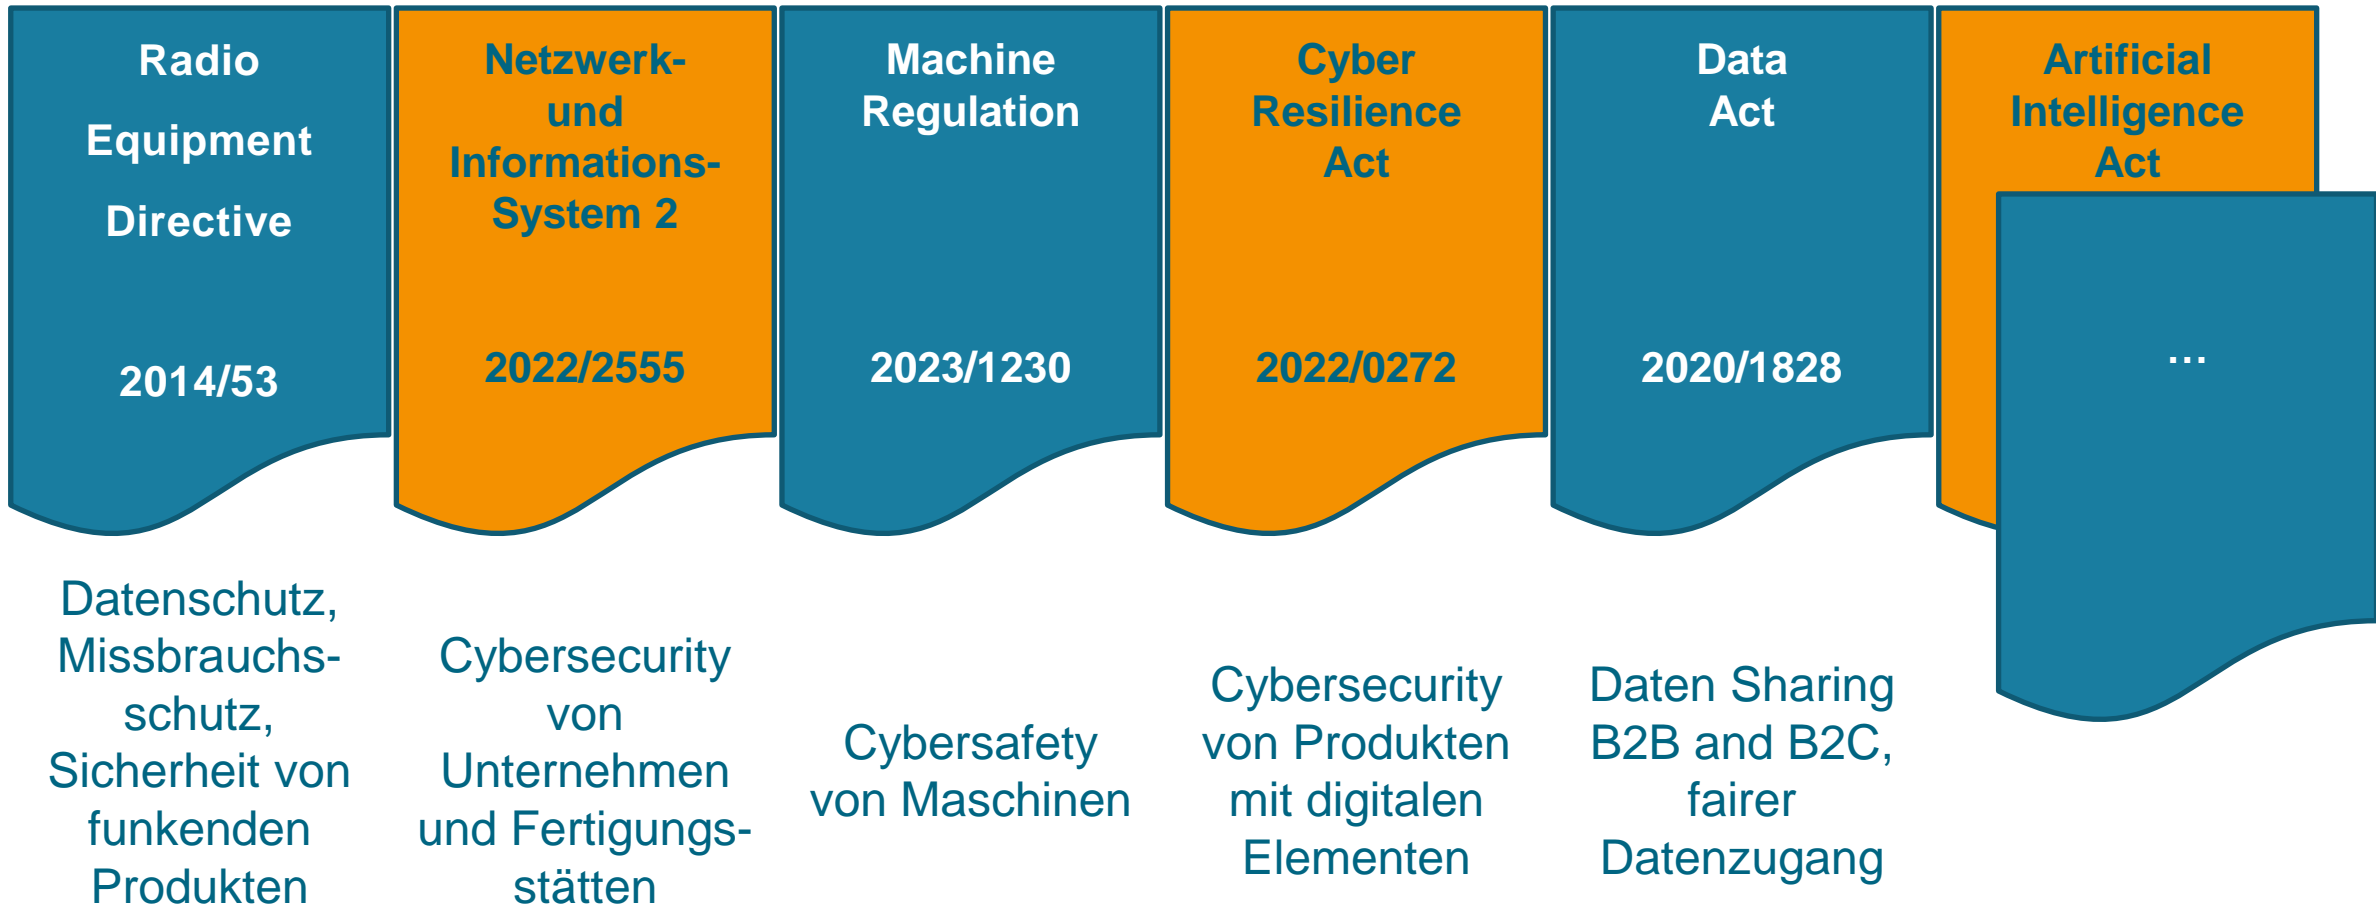 Radio
Equipment
Directive
2014/53
Netzwerk-
und
Informations-
System 2
2022/2555
Machine
Regulation
2023/1230
Cyber
Resilience
Act
2022/0272
Data
Act
2020/1828
Artificial
Intelligence
Act
...
Datenschutz,
Missbrauchs-
schutz,
Sicherheit von
funkenden
Produkten
Cybersecurity
von
Unternehmen
und Fertigungs-
stätten
Cybersafety
von Maschinen
Cybersecurity
von Produkten
mit digitalen
Elementen
Daten Sharing
B2B and B2C,
fairer
Datenzugang